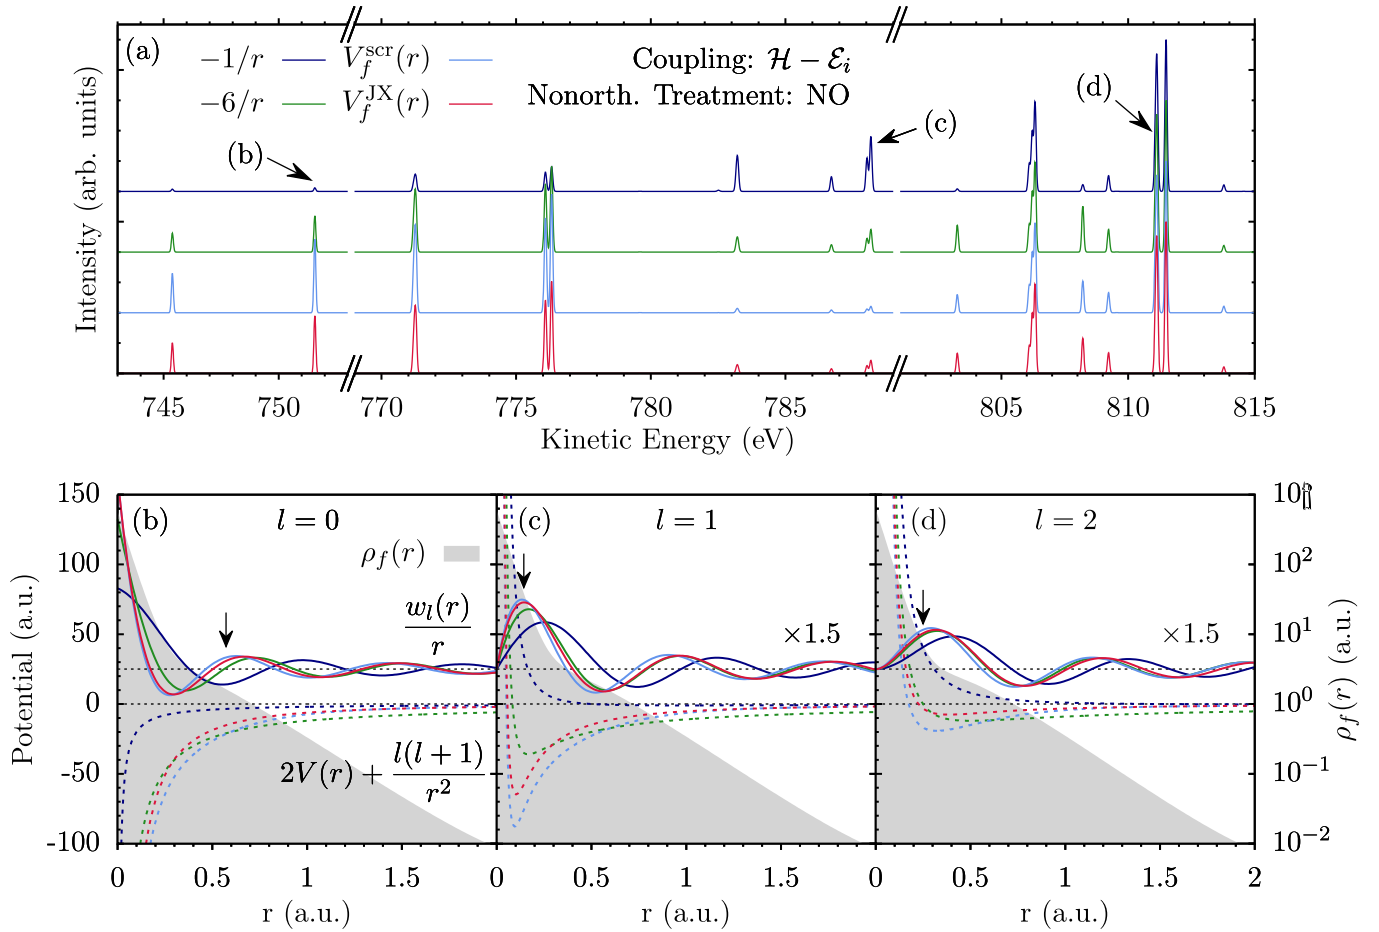 (a)
−1/r V_f^scr(r)
−6/r V_f^JX(r)
Coupling: ℋ − ℰ_i
Nonorth. Treatment: NO
(b)
(c)
(d)
Intensity (arb. units)
745 750 770 775 780 785 805 810 815
Kinetic Energy (eV)
(b) l = 0
ρ_f(r)
w_l(r)/r
2V(r) + l(l + 1)/r^2
(c) l = 1
×1.5
(d) l = 2
×1.5
Potential (a.u.)
150
100
50
0
-50
-100
10^2
10^1
10^0
10^−1
10^−2
ρ_f(r) (a.u.)
0 0.5 1 1.5 0 0.5 1 1.5 0 0.5 1 1.5 2
r (a.u.) r (a.u.) r (a.u.)